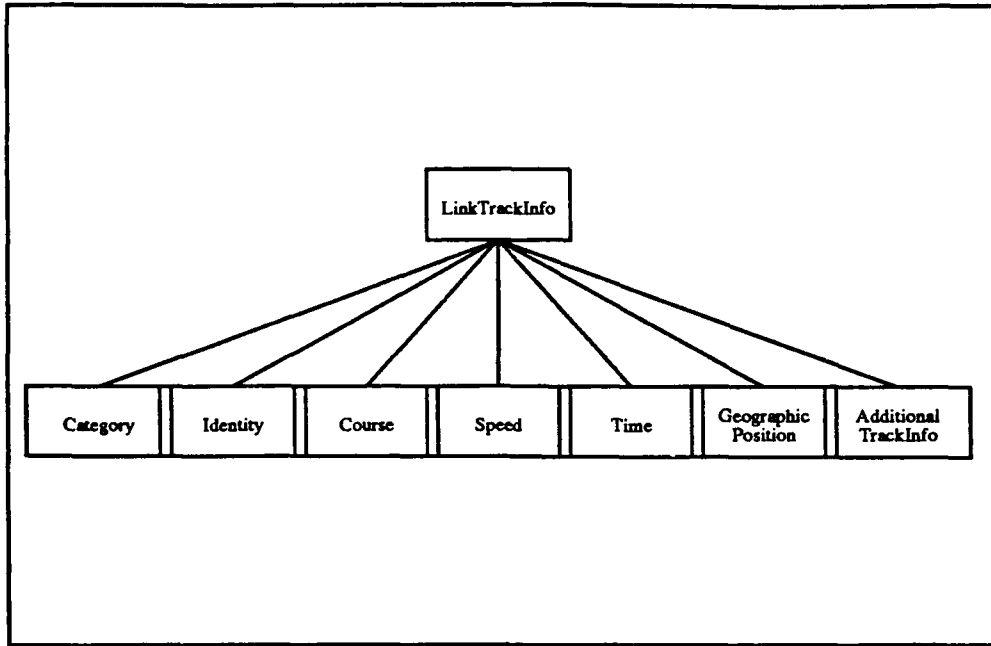 LinkTrackInfo
Category
Identity
Course
Speed
Time
Geographic
Position
Additional
TrackInfo